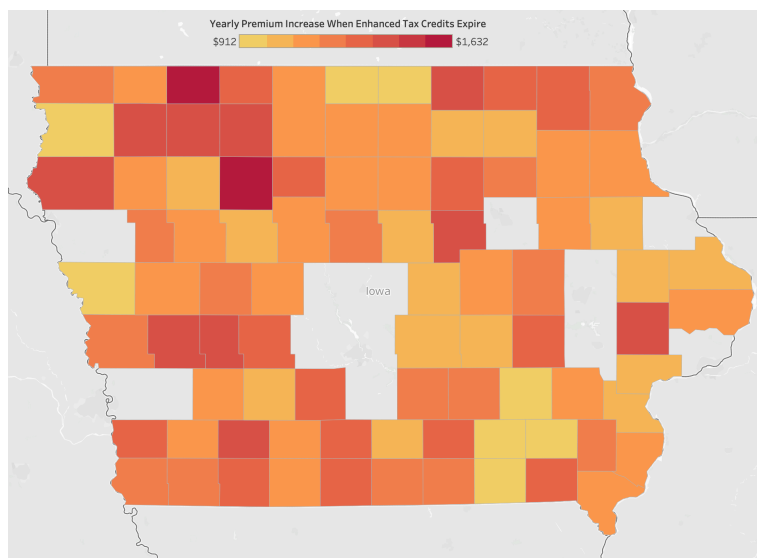 Yearly Premium Increase When Enhanced Tax Credits Expire
$912 $1,632
Iowa